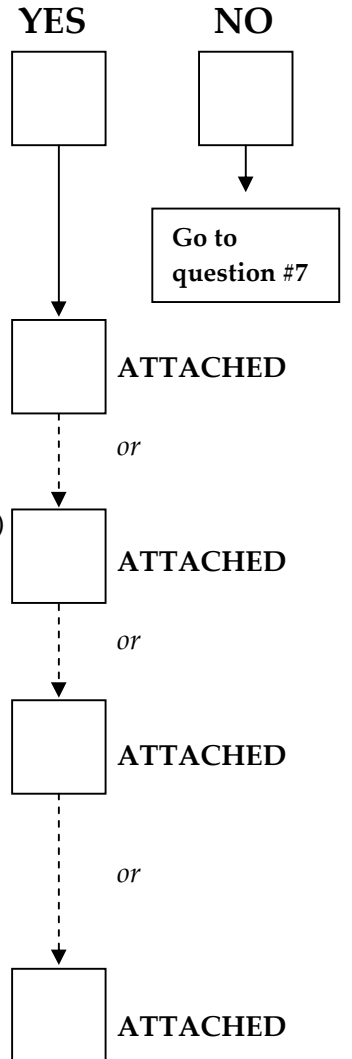 YES NO
Go to
question #7
ATTACHED
or
)
ATTACHED
or
ATTACHED
or
ATTACHED